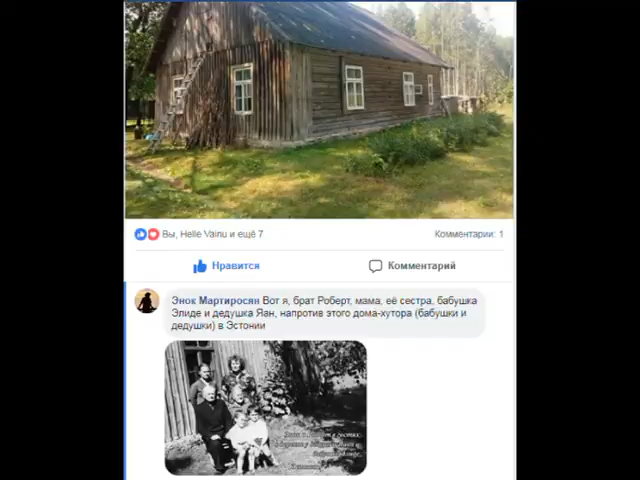 Вы, Helle Vainu и ещё 7
Комментарии: 1
Нравится
Комментарий
Энок Мартиросян Вот я, брат Роберт, мама, её сестра, бабушка
Элиде и дедушка Яан, напротив этого дома-хутора (бабушки и
дедушки) в Эстонии